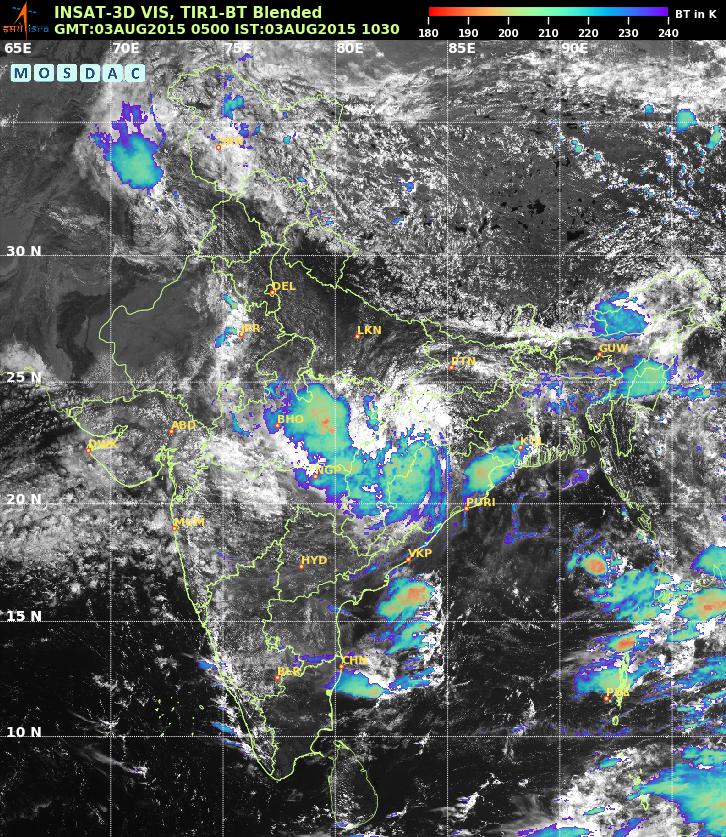 INSAT-3D VIS, TIR1-BT Blended
GMT:03AUG2015 0500 IST:03AUG2015 1030
BT in K
180 190 200 210 220 230 240
65E 70E 75E 80E 85E 90E
M O S D A C
30 N
DEL
JPR LKN
GUW
PTN
25 N
BHO
ABD
DWK
KOL
NGP
20 N
PURI
MUM
VKP
HYD
15 N
CHN
BLR
PBS
10 N